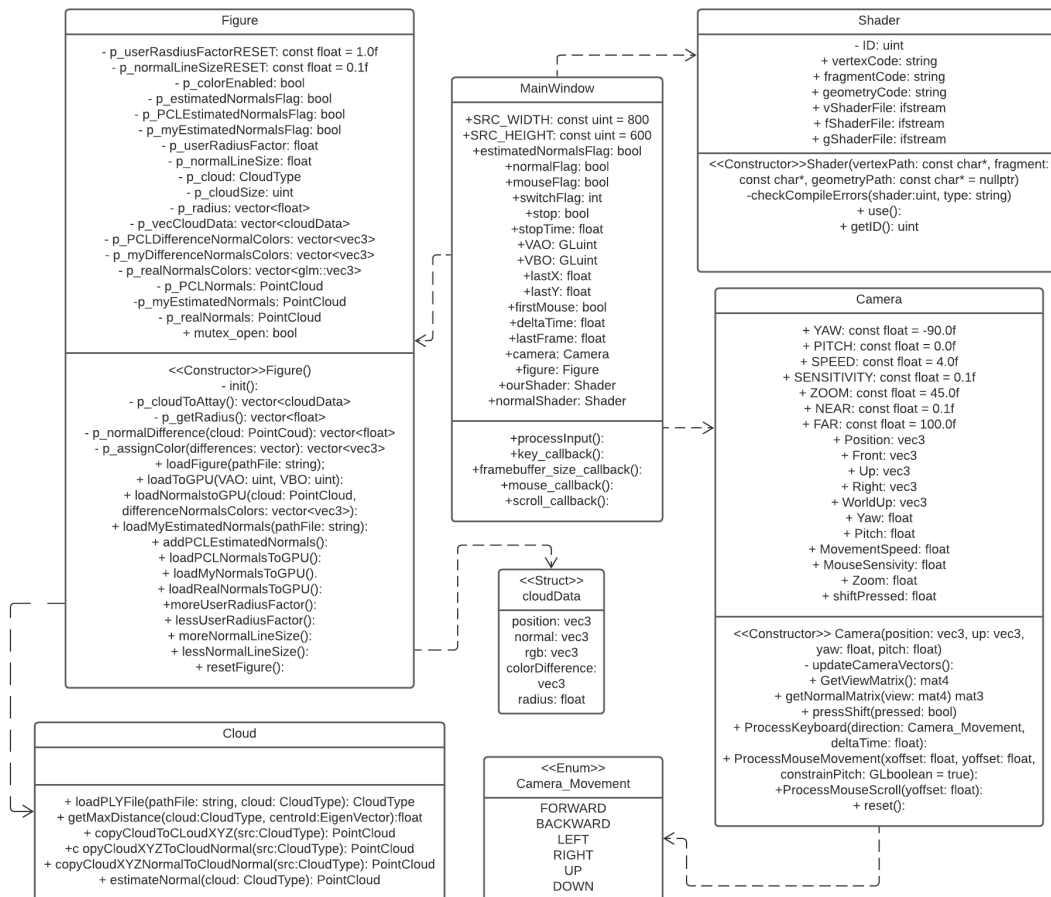 Figure
- p_userRasdiusFactorRESET: const float = 1.0f
- p_normalLineSizeRESET: const float = 0.1f
- p_colorEnabled: bool
- p_estimatedNormalsFlag: bool
- p_PCLEstimatedNormalsFlag: bool
- p_myEstimatedNormalsFlag: bool
- p_userRadiusFactor: float
- p_normalLineSize: float
- p_cloud: CloudType
- p_cloudSize: uint
- p_radius: vector<float>
- p_vecCloudData: vector<cloudData>
- p_PCLDifferenceNormalColors: vector<vec3>
- p_myDifferenceNormalsColors: vector<vec3>
- p_realNormalsColors: vector<glm::vec3>
- p_PCLNormals: PointCloud
-p_myEstimatedNormals: PointCloud
- p_realNormals: PointCloud
+ mutex_open: bool
<<Constructor>>Figure()
- init():
- p_cloudToAttay(): vector<cloudData>
- p_getRadius(): vector<float>
- p_normalDifference(cloud: PointCoud): vector<float>
- p_assignColor(differences: vector): vector<vec3>
+ loadFigure(pathFile: string);
+ loadToGPU(VAO: uint, VBO: uint):
+ loadNormalstoGPU(cloud: PointCloud,
differenceNormalsColors: vector<vec3>):
+ loadMyEstimatedNormals(pathFile: string):
+ addPCLEstimatedNormals():
+ loadPCLNormalsToGPU():
+ loadMyNormalsToGPU().
+ loadRealNormalsToGPU():
+moreUserRadiusFactor():
+ lessUserRadiusFactor():
+ moreNormalLineSize():
+ lessNormalLineSize():
+ resetFigure():
MainWindow
+SRC_WIDTH: const uint = 800
+SRC_HEIGHT: const uint = 600
+estimatedNormalsFlag: bool
+normalFlag: bool
+mouseFlag: bool
+switchFlag: int
+stop: bool
+stopTime: float
+VAO: GLuint
+VBO: GLuint
+lastX: float
+lastY: float
+firstMouse: bool
+deltaTime: float
+lastFrame: float
+camera: Camera
+figure: Figure
+ourShader: Shader
+normalShader: Shader
+processInput():
+key_callback():
+framebuffer_size_callback():
+mouse_callback():
+scroll_callback():
Shader
- ID: uint
+ vertexCode: string
+ fragmentCode: string
+ geometryCode: string
+ vShaderFile: ifstream
+ fShaderFile: ifstream
+ gShaderFile: ifstream
<<Constructor>>Shader(vertexPath: const char*, fragment:
const char*, geometryPath: const char* = nullptr)
-checkCompileErrors(shader:uint, type: string)
+ use():
+ getID(): uint
Camera
+ YAW: const float = -90.0f
+ PITCH: const float = 0.0f
+ SPEED: const float = 4.0f
+ SENSITIVITY: const float = 0.1f
+ ZOOM: const float = 45.0f
+ NEAR: const float = 0.1f
+ FAR: const float = 100.0f
+ Position: vec3
+ Front: vec3
+ Up: vec3
+ Right: vec3
+ WorldUp: vec3
+ Yaw: float
+ Pitch: float
+ MovementSpeed: float
+ MouseSensivity: float
+ Zoom: float
+ shiftPressed: float
<<Constructor>> Camera(position: vec3, up: vec3,
yaw: float, pitch: float)
- updateCameraVectors():
+ GetViewMatrix(): mat4
+ getNormalMatrix(view: mat4) mat3
+ pressShift(pressed: bool)
+ ProcessKeyboard(direction: Camera_Movement,
deltaTime: float):
+ ProcessMouseMovement(xoffset: float, yoffset: float,
constrainPitch: GLboolean = true):
+ProcessMouseScroll(yoffset: float):
+ reset():
<<Struct>>
cloudData
position: vec3
normal: vec3
rgb: vec3
colorDifference:
vec3
radius: float
Cloud
+ loadPLYFile(pathFile: string, cloud: CloudType): CloudType
+ getMaxDistance(cloud:CloudType, centroId:EigenVector):float
+ copyCloudToCLoudXYZ(src:CloudType): PointCloud
+c opyCloudXYZToCloudNormal(src:CloudType): PointCloud
+ copyCloudXYZNormalToCloudNormal(src:CloudType): PointCloud
+ estimateNormal(cloud: CloudType): PointCloud
<<Enum>>
Camera_Movement
FORWARD
BACKWARD
LEFT
RIGHT
UP
DOWN